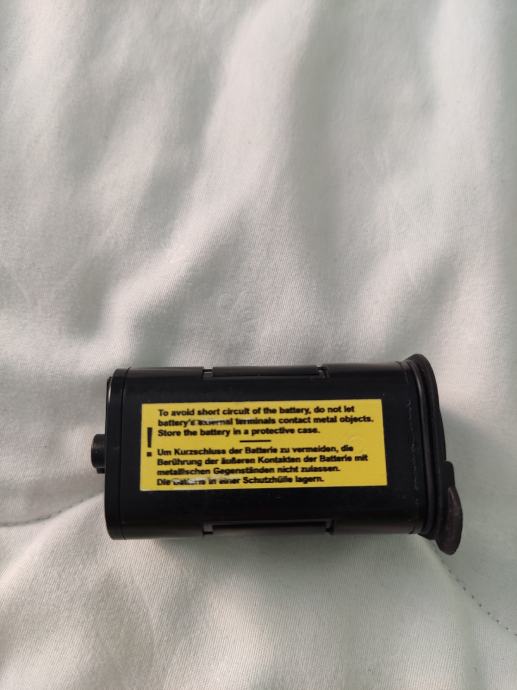 To avoid short circuit of the battery, do not let
battery's external terminals contact metal objects.
Store the battery in a protective case.
!
Um Kurzschluss der Batterie zu vermeiden, die
Berührung der äußeren Kontakten der Batterie mit
metallischen Gegenständen nicht zulassen.
Die Batterie in einer Schutzhülle lagern.